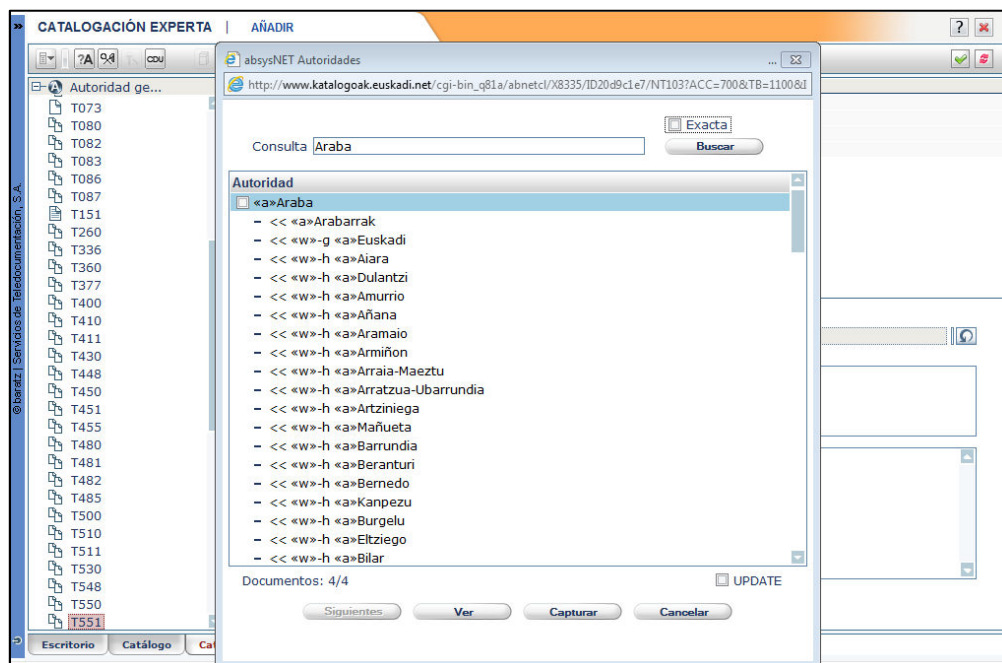 »
CATALOGACIÓN EXPERTA | AÑADIR
?
?A
CDU
Autoridad ge...
T073
T080
T082
T083
T086
T087
T151
T260
T336
T360
T377
T400
T410
T411
T430
T448
T450
T451
T455
T480
T481
T482
T485
T500
T510
T511
T530
T548
T550
T551
© baratz | Servicios de Teledocumentación, S.A.
Escritorio Catálogo Cat
absysNET Autoridades ...
http://www.katalogoak.euskadi.net/cgi-bin_q81a/abnetcl/X8335/ID20d9c1e7/NT103?ACC=700&TB=1100&I
Exacta
Consulta Araba Buscar
Autoridad
«a»Araba
– << «a»Arabarrak
– << «w»-g «a»Euskadi
– << «w»-h «a»Aiara
– << «w»-h «a»Dulantzi
– << «w»-h «a»Amurrio
– << «w»-h «a»Añana
– << «w»-h «a»Aramaio
– << «w»-h «a»Armiñon
– << «w»-h «a»Arraia-Maeztu
– << «w»-h «a»Arratzua-Ubarrundia
– << «w»-h «a»Artziniega
– << «w»-h «a»Mañueta
– << «w»-h «a»Barrundia
– << «w»-h «a»Beranturi
– << «w»-h «a»Bernedo
– << «w»-h «a»Kanpezu
– << «w»-h «a»Burgelu
– << «w»-h «a»Eltziego
– << «w»-h «a»Bilar
Documentos: 4/4 UPDATE
Siguientes Ver Capturar Cancelar